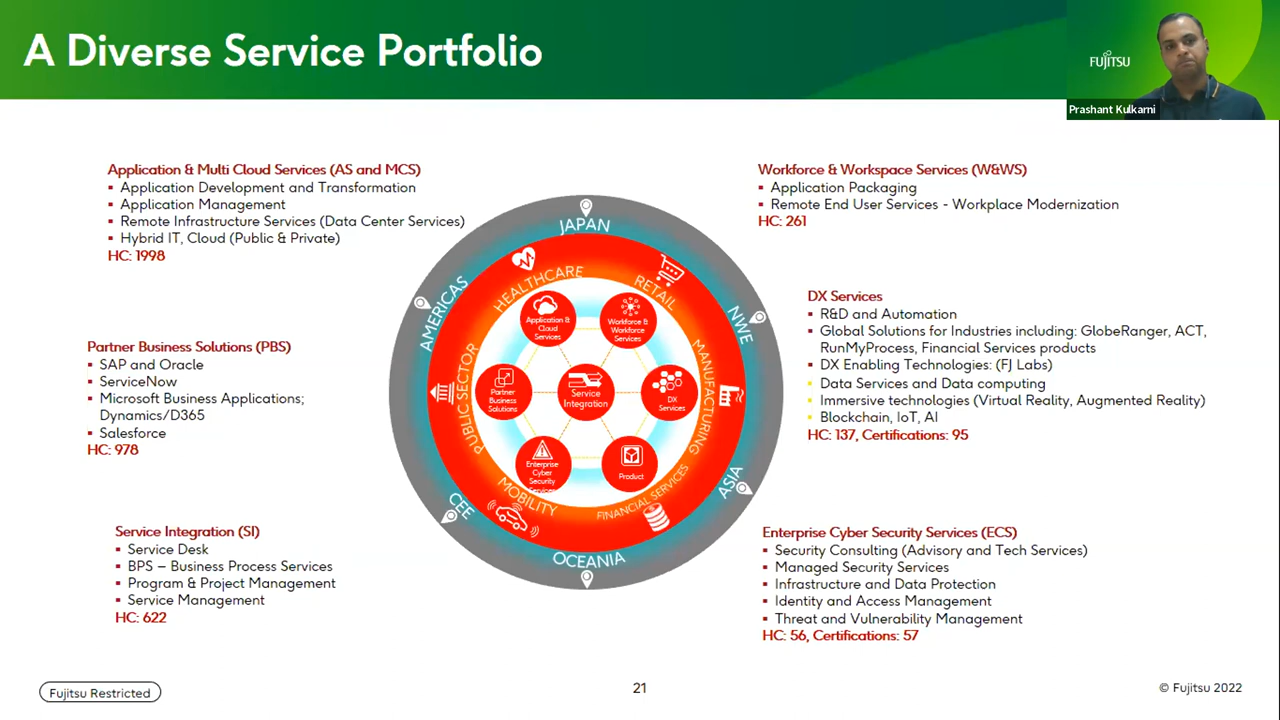 A Diverse Service Portfolio
FUJITSU
Prashant Kulkarni
Application & Multi Cloud Services (AS and MCS)
▪ Application Development and Transformation
▪ Application Management
▪ Remote Infrastructure Services (Data Center Services)
▪ Hybrid IT, Cloud (Public & Private)
HC: 1998
Partner Business Solutions (PBS)
▪ SAP and Oracle
▪ ServiceNow
▪ Microsoft Business Applications;
Dynamics/D365
▪ Salesforce
HC: 978
Service Integration (SI)
▪ Service Desk
▪ BPS – Business Process Services
▪ Program & Project Management
▪ Service Management
HC: 622
JAPAN
AMERICAS
NWE
CEE
ASIA
OCEANIA
HEALTHCARE
RETAIL
PUBLIC SECTOR
MANUFACTURING
MOBILITY
FINANCIAL SERVICES
Application &
Cloud
Services
Workforce &
Workforce
Services
Partner
Business
Solutions
Service
Integration
DX
Services
Enterprise
Cyber
Security
Services
Product
Workforce & Workspace Services (W&WS)
▪ Application Packaging
▪ Remote End User Services - Workplace Modernization
HC: 261
DX Services
▪ R&D and Automation
▪ Global Solutions for Industries including: GlobeRanger, ACT,
RunMyProcess, Financial Services products
▪ DX Enabling Technologies: (FJ Labs)
▪ Data Services and Data computing
▪ Immersive technologies (Virtual Reality, Augmented Reality)
▪ Blockchain, IoT, AI
HC: 137, Certifications: 95
Enterprise Cyber Security Services (ECS)
▪ Security Consulting (Advisory and Tech Services)
▪ Managed Security Services
▪ Infrastructure and Data Protection
▪ Identity and Access Management
▪ Threat and Vulnerability Management
HC: 56, Certifications: 57
Fujitsu Restricted
21
© Fujitsu 2022